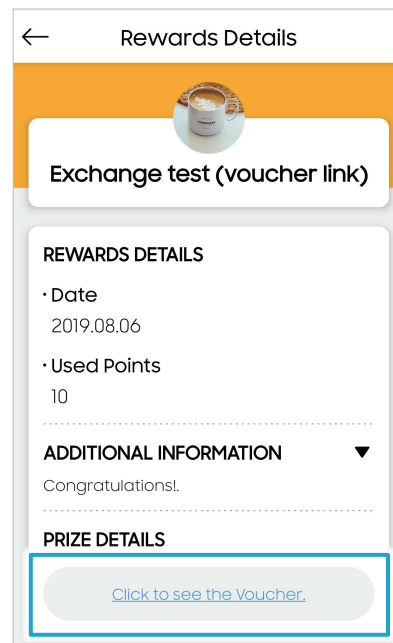 Rewards Details
Exchange test (voucher link)
REWARDS DETAILS
· Date
2019.08.06
· Used Points
10
ADDITIONAL INFORMATION ▼
Congratulations!.
PRIZE DETAILS
Click to see the Voucher.